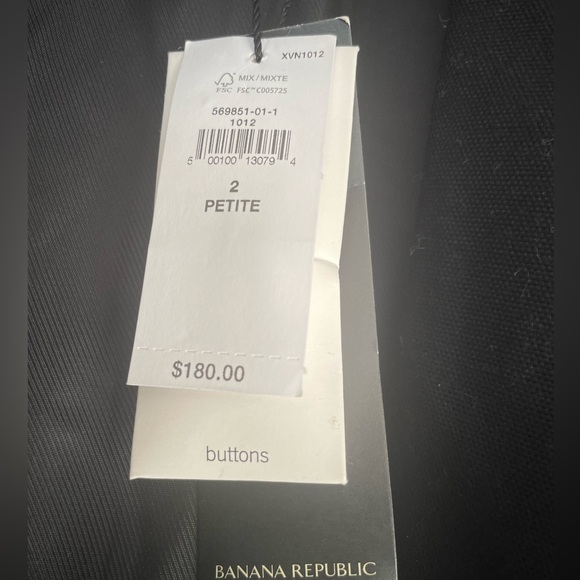 XVN1012
MIX/MIXTE
FSC FSC™ C005725
569851-01-1
1012
5 00100 13079 4
2
PETITE
$180.00
buttons
BANANA REPUBLIC